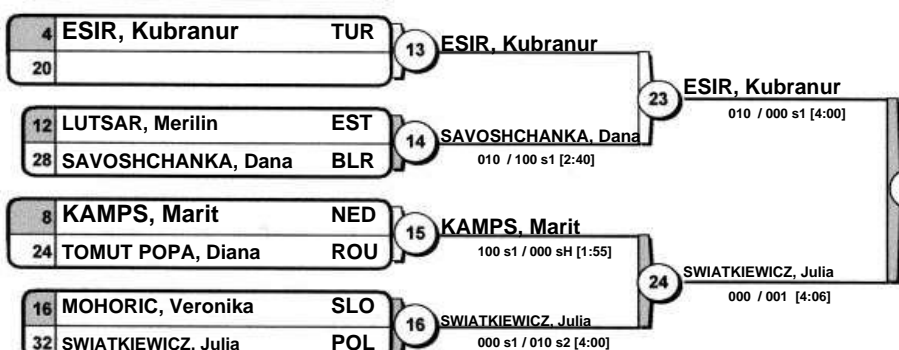 4 ESIR, Kubranur TUR
20
13 ESIR, Kubranur
12 LUTSAR, Merilin EST
28 SAVOSHCHANKA, Dana BLR
14 SAVOSHCHANKA, Dana
010 / 100 s1 [2:40]
23 ESIR, Kubranur
010 / 000 s1 [4:00]
8 KAMPS, Marit NED
24 TOMUT POPA, Diana ROU
15 KAMPS, Marit
100 s1 / 000 sH [1:55]
16 MOHORIC, Veronika SLO
32 SWIATKIEWICZ, Julia POL
16 SWIATKIEWICZ, Julia
000 s1 / 010 s2 [4:00]
24 SWIATKIEWICZ, Julia
000 / 001 [4:06]